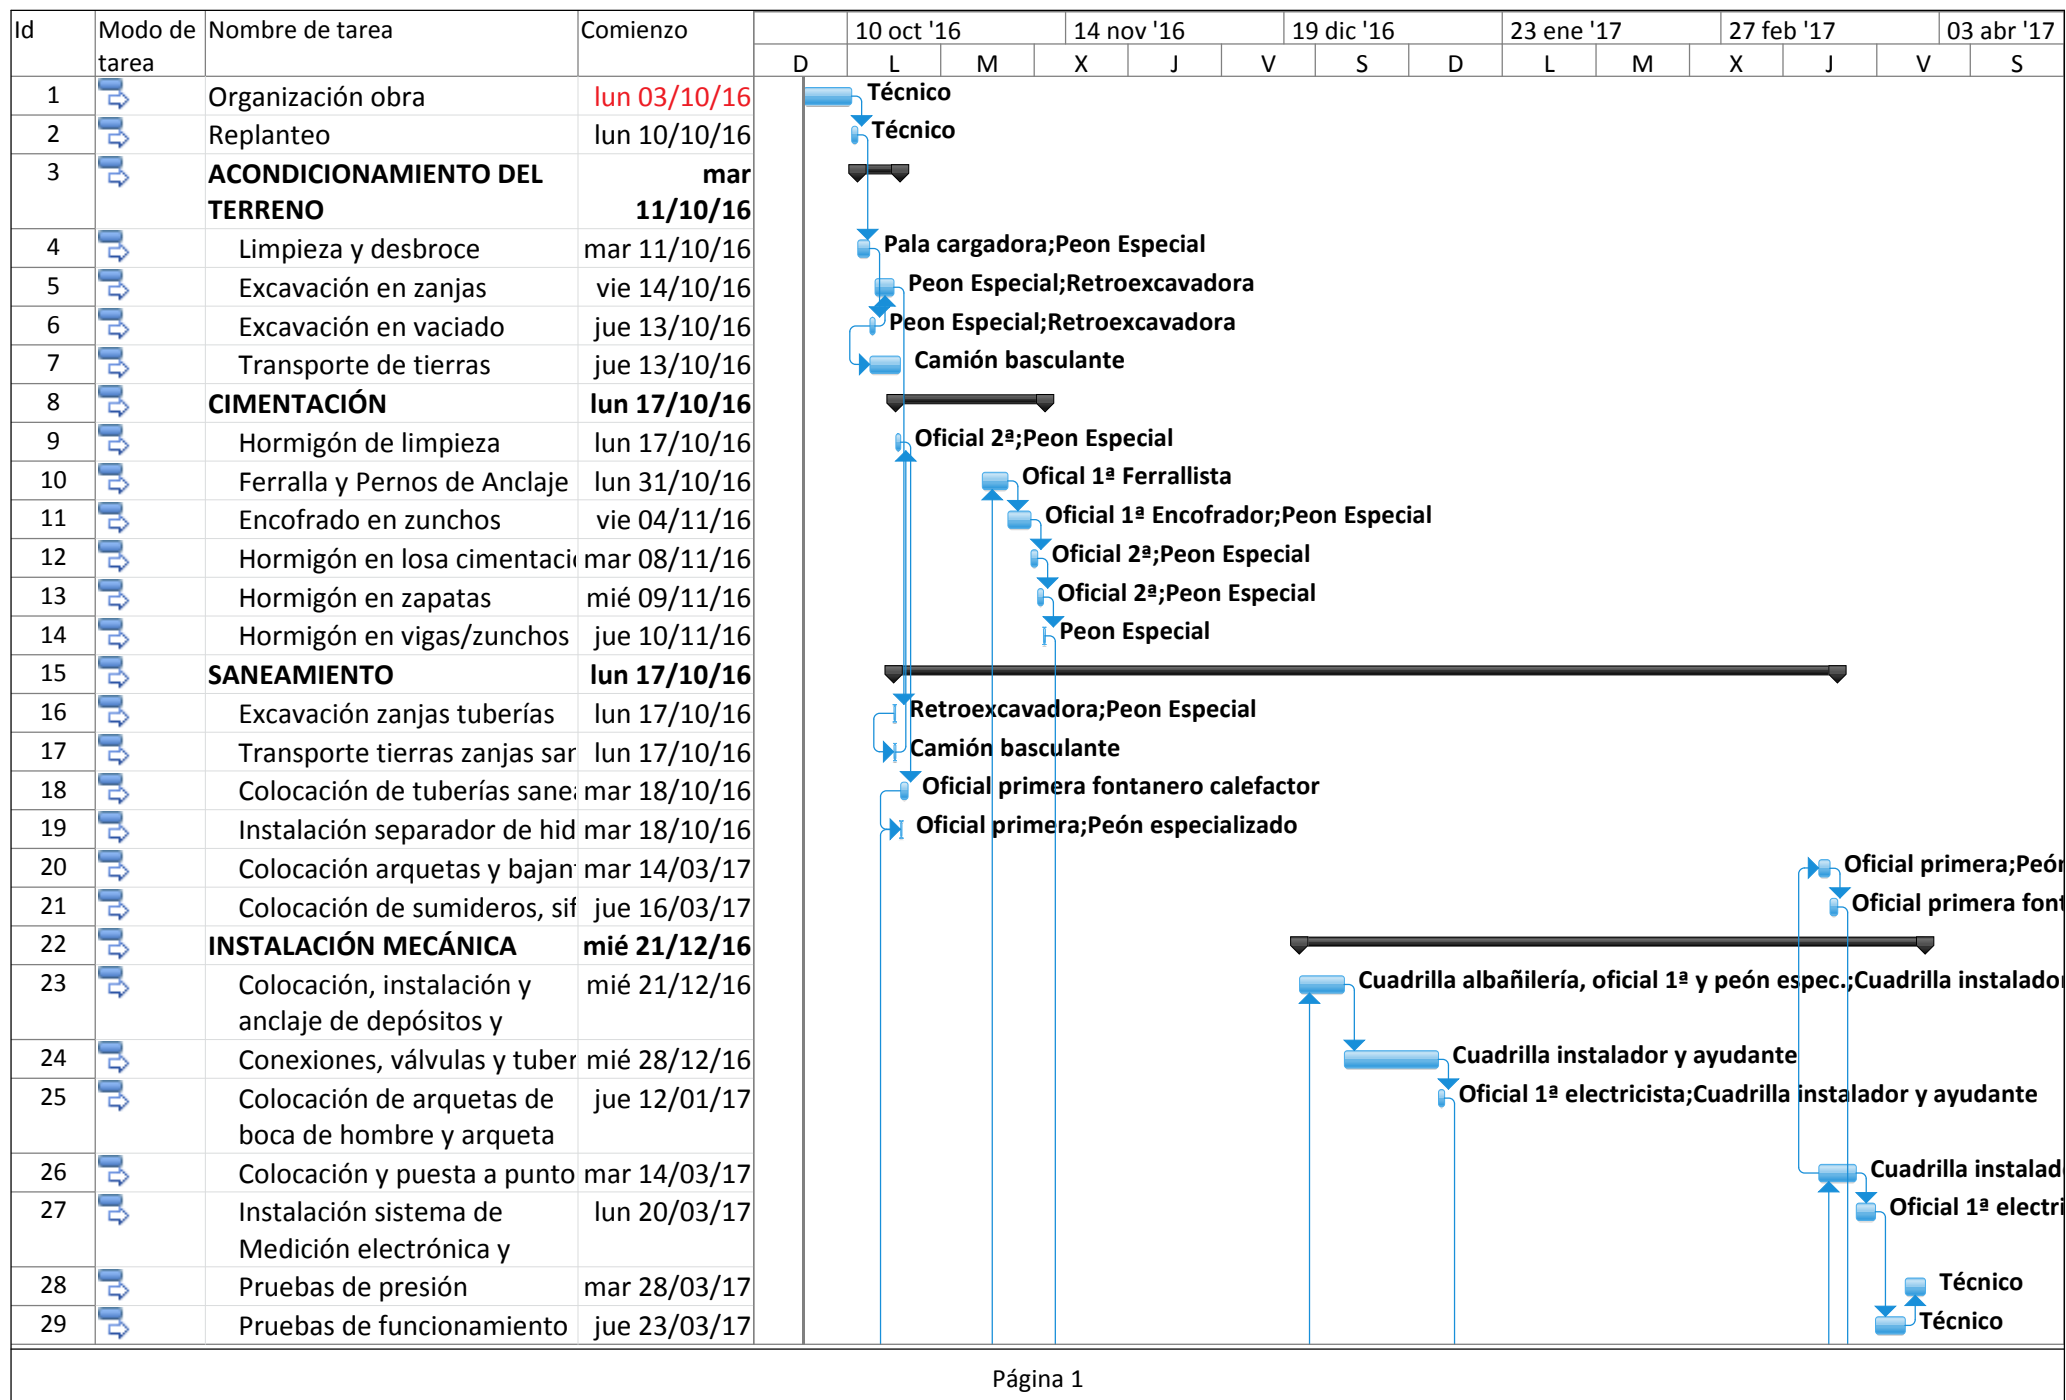 Id Modo de tarea Nombre de tarea Comienzo
10 oct '16 14 nov '16 19 dic '16 23 ene '17 27 feb '17 03 abr '17
D L M X J V S D L M X J V S
1 Organización obra lun 03/10/16 Técnico
2 Replanteo lun 10/10/16 Técnico
3 ACONDICIONAMIENTO DEL mar
TERRENO 11/10/16
4 Limpieza y desbroce mar 11/10/16 Pala cargadora;Peon Especial
5 Excavación en zanjas vie 14/10/16 Peon Especial;Retroexcavadora
6 Excavación en vaciado jue 13/10/16 Peon Especial;Retroexcavadora
7 Transporte de tierras jue 13/10/16 Camión basculante
8 CIMENTACIÓN lun 17/10/16
9 Hormigón de limpieza lun 17/10/16 Oficial 2ª;Peon Especial
10 Ferralla y Pernos de Anclaje lun 31/10/16 Ofical 1ª Ferrallista
11 Encofrado en zunchos vie 04/11/16 Oficial 1ª Encofrador;Peon Especial
12 Hormigón en losa cimentaci mar 08/11/16 Oficial 2ª;Peon Especial
13 Hormigón en zapatas mié 09/11/16 Oficial 2ª;Peon Especial
14 Hormigón en vigas/zunchos jue 10/11/16 Peon Especial
15 SANEAMIENTO lun 17/10/16
16 Excavación zanjas tuberías lun 17/10/16 Retroexcavadora;Peon Especial
17 Transporte tierras zanjas sar lun 17/10/16 Camión basculante
18 Colocación de tuberías sane mar 18/10/16 Oficial primera fontanero calefactor
19 Instalación separador de hid mar 18/10/16 Oficial primera;Peón especializado
20 Colocación arquetas y bajan mar 14/03/17 Oficial primera;Peón
21 Colocación de sumideros, sif jue 16/03/17 Oficial primera font
22 INSTALACIÓN MECÁNICA mié 21/12/16
23 Colocación, instalación y mié 21/12/16 Cuadrilla albañilería, oficial 1ª y peón espec.;Cuadrilla instalador
anclaje de depósitos y
24 Conexiones, válvulas y tuber mié 28/12/16 Cuadrilla instalador y ayudante
25 Colocación de arquetas de jue 12/01/17 Oficial 1ª electricista;Cuadrilla instalador y ayudante
boca de hombre y arqueta
26 Colocación y puesta a punto mar 14/03/17 Cuadrilla instalad
27 Instalación sistema de lun 20/03/17 Oficial 1ª electri
Medición electrónica y
28 Pruebas de presión mar 28/03/17 Técnico
29 Pruebas de funcionamiento jue 23/03/17 Técnico
Página 1